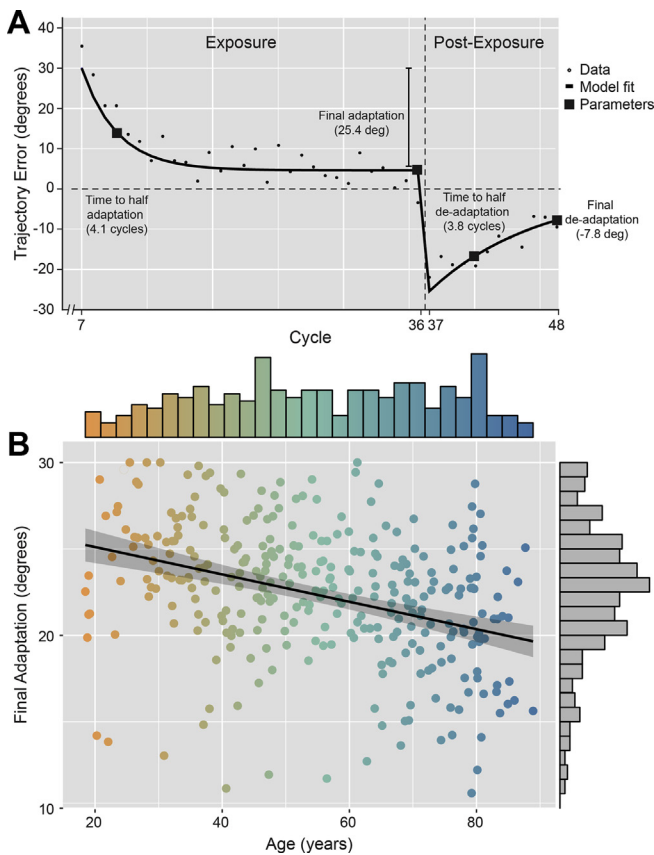 A
Exposure
Post-Exposure
Data
Model fit
Parameters
Trajectory Error (degrees)
40
30
20
10
0
-10
-20
-30
Final adaptation
(25.4 deg)
Time to half
adaptation
(4.1 cycles)
Time to half
de-adaptation
(3.8 cycles)
Final
de-adaptation
(-7.8 deg)
7
36
37
48
Cycle
B
Final Adaptation (degrees)
30
20
10
20
40
60
80
Age (years)